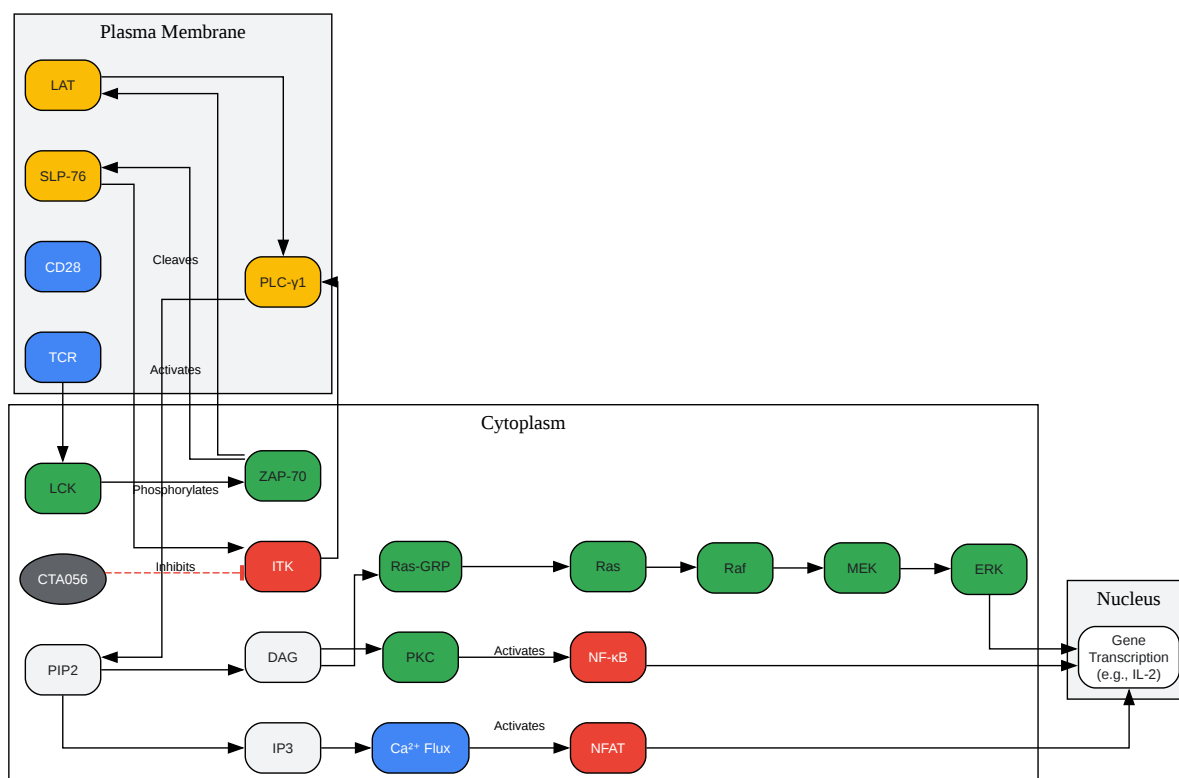 Plasma Membrane
LAT
SLP-76
CD28
Cleaves
PLC-γ1
TCR
Activates
Cytoplasm
LCK
Phosphorylates
ZAP-70
CTA056
Inhibits
ITK
Ras-GRP
Ras
Raf
MEK
ERK
Nucleus
Gene
Transcription
(e.g., IL-2)
PIP2
DAG
PKC
Activates
NF-κB
IP3
Ca²⁺ Flux
Activates
NFAT